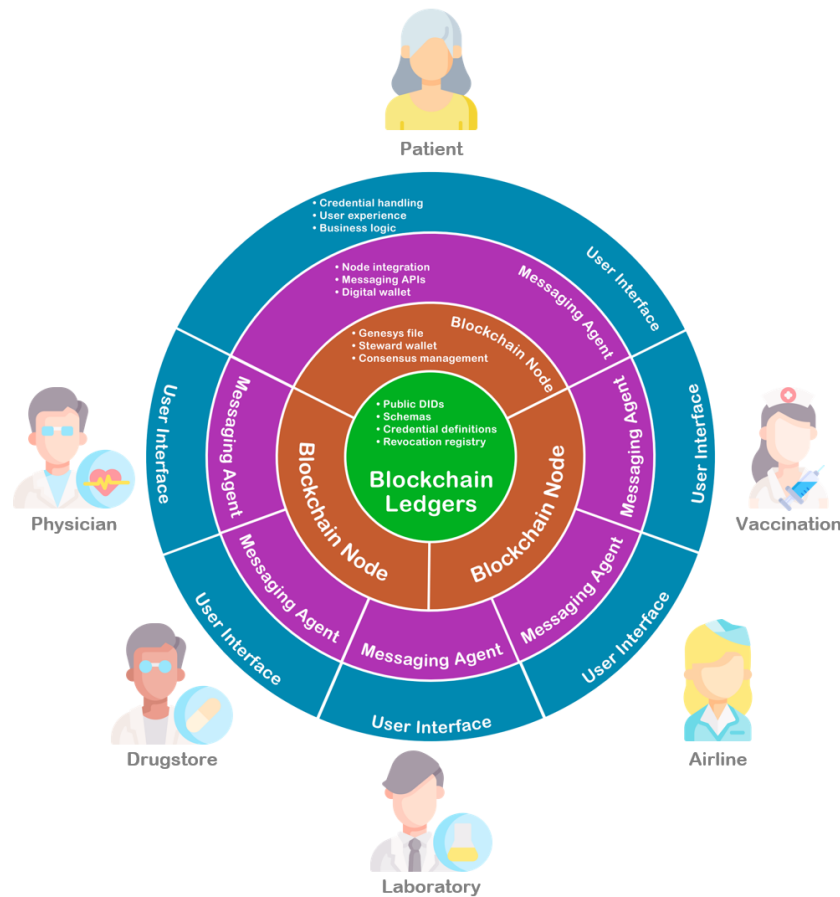 Patient
• Credential handling
• User experience
• Business logic
User Interface
• Node integration
• Messaging APIs
• Digital wallet
Messaging Agent
• Genesys file
• Steward wallet
• Consensus management
Blockchain Node
• Public DIDs
• Schemas
• Credential definitions
• Revocation registry
Blockchain
Ledgers
User Interface
Messaging Agent
Blockchain Node
Blockchain Node
Messaging Agent
User Interface
Physician
Vaccination
User Interface
Messaging Agent
Messaging Agent
Messaging Agent
User Interface
User Interface
Drugstore
Airline
Laboratory